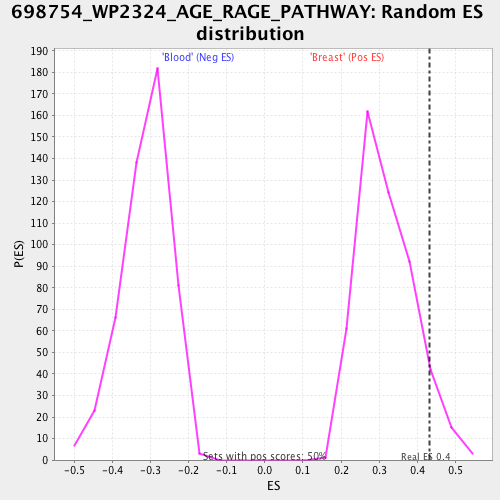 698754_WP2324_AGE_RAGE_PATHWAY: Random ES
distribution
'Blood' (Neg ES)
'Breast' (Pos ES)
190
180
170
160
150
140
130
120
110
100
90
80
70
60
50
40
30
20
10
0
P(ES)
Sets with pos scores: 50%
Real ES 0.4
-0.5 -0.4 -0.3 -0.2 -0.1 0.0 0.1 0.2 0.3 0.4 0.5
ES